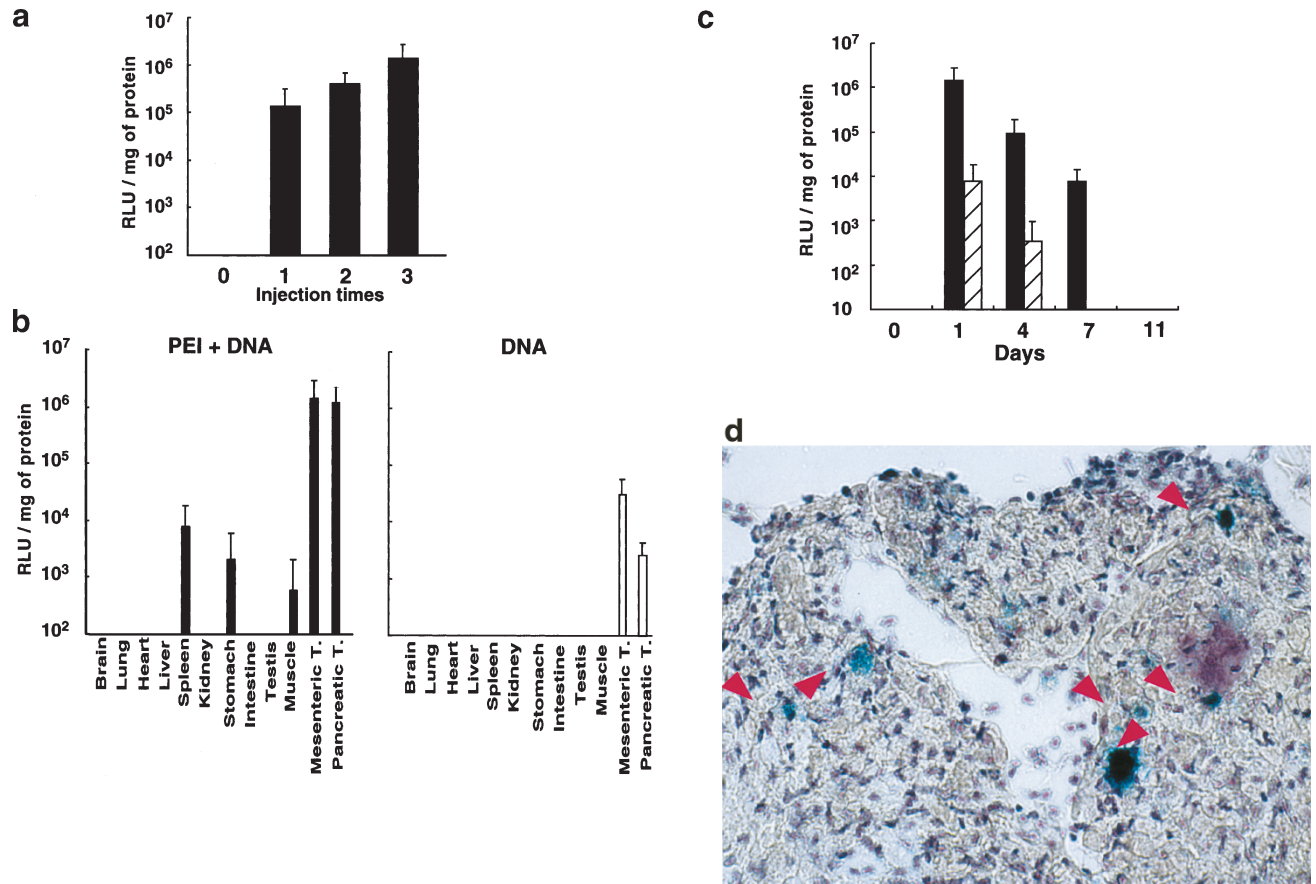 a
RLU / mg of protein
10⁷
10⁶
10⁵
10⁴
10³
10²
0 1 2 3
Injection times
b
PEI + DNA
RLU / mg of protein
10⁷
10⁶
10⁵
10⁴
10³
10²
Brain
Lung
Heart
Liver
Spleen
Kidney
Stomach
Intestine
Testis
Muscle
Mesenteric T.
Pancreatic T.
DNA
Brain
Lung
Heart
Liver
Spleen
Kidney
Stomach
Intestine
Testis
Muscle
Mesenteric T.
Pancreatic T.
c
RLU / mg of protein
10⁷
10⁶
10⁵
10⁴
10³
10²
10
0 1 4 7 11
Days
d